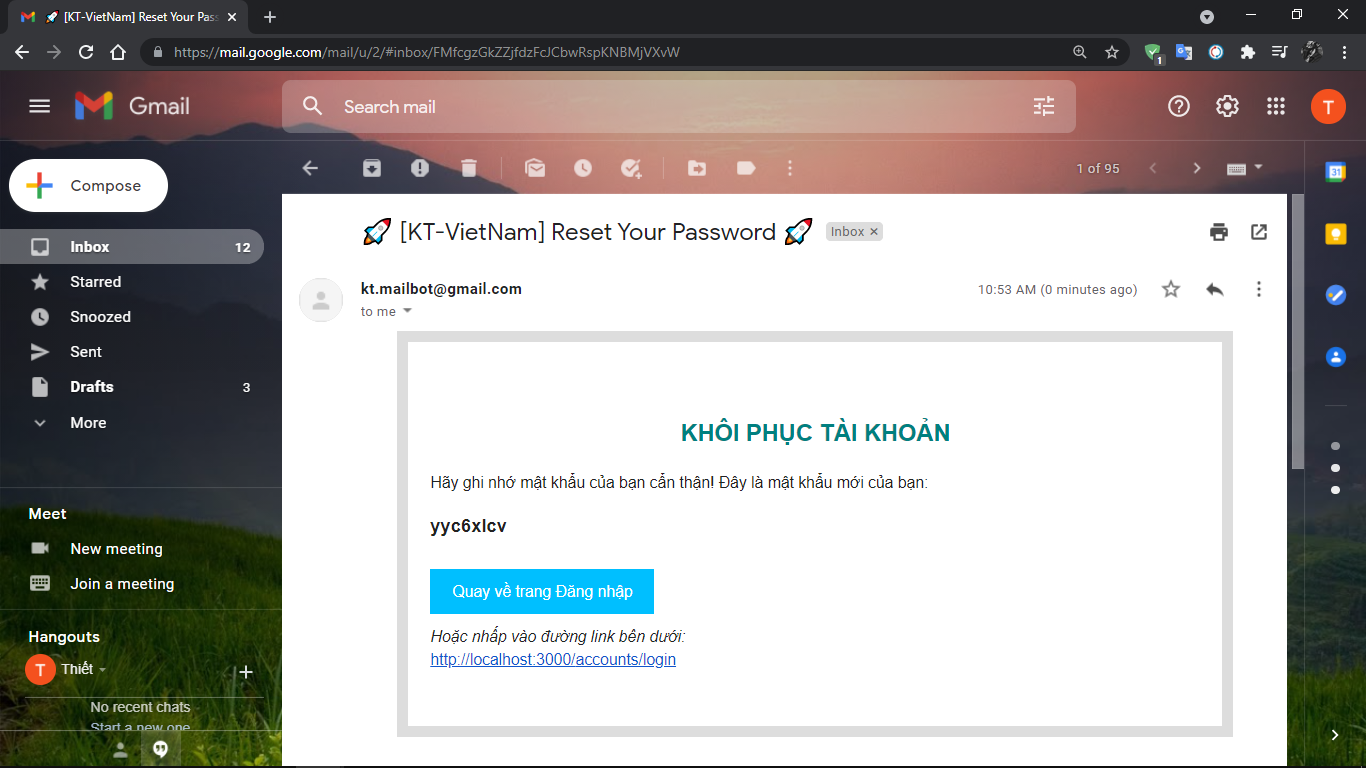 [KT-VietNam] Reset Your Pass
https://mail.google.com/mail/u/2/#inbox/FMfcgzGkZZjfdzFcJCbwRspKNBMjVXvW
1
Gmail
Search mail
T
Compose
1 of 95
31
Inbox 12
Starred
Snoozed
Sent
Drafts 3
More
🚀 [KT-VietNam] Reset Your Password 🚀 Inbox ×
kt.mailbot@gmail.com
10:53 AM (0 minutes ago)
to me
KHÔI PHỤC TÀI KHOẢN
Hãy ghi nhớ mật khẩu của bạn cẩn thận! Đây là mật khẩu mới của bạn:
yyc6xlcv
Quay về trang Đăng nhập
Hoặc nhấp vào đường link bên dưới:
http://localhost:3000/accounts/login
Meet
New meeting
Join a meeting
Hangouts
T Thiết
No recent chats
Start a new one